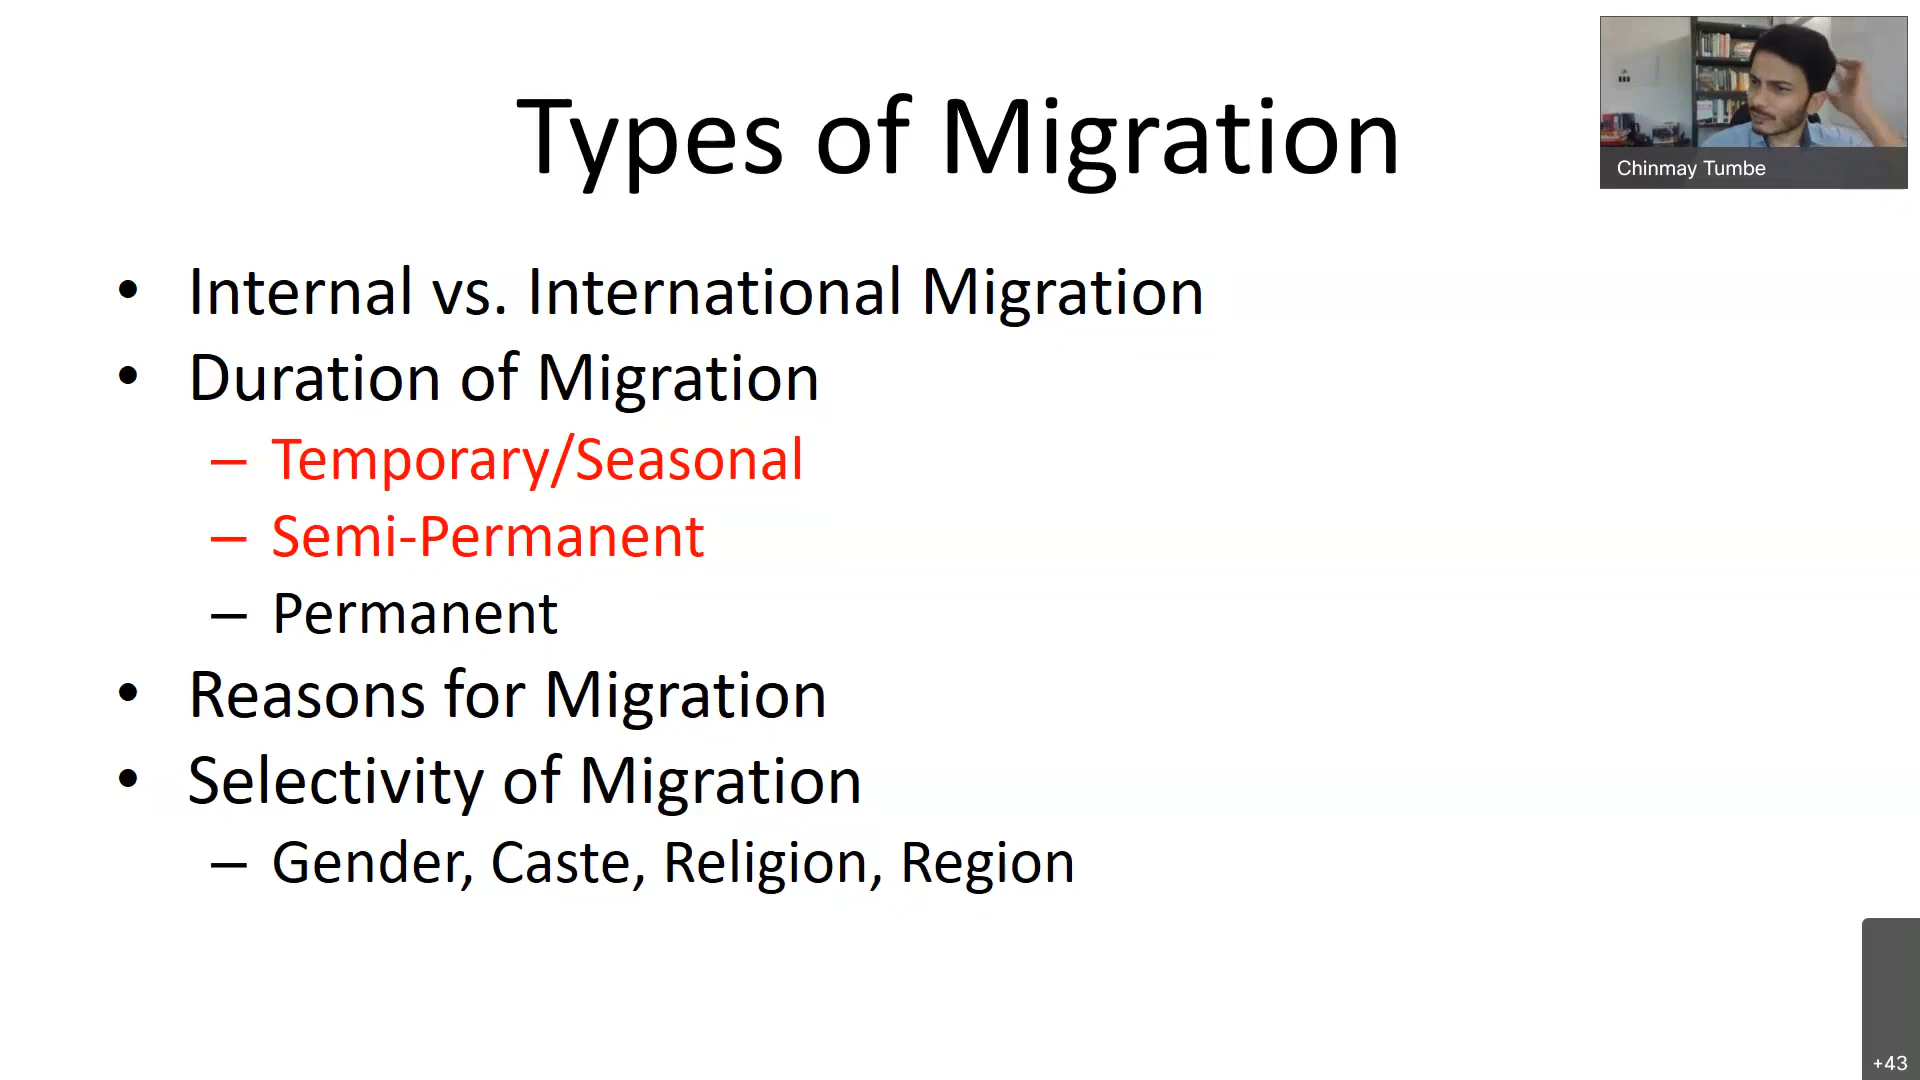 Types of Migration
Chinmay Tumbe
• Internal vs. International Migration
• Duration of Migration
– Temporary/Seasonal
– Semi-Permanent
– Permanent
• Reasons for Migration
• Selectivity of Migration
– Gender, Caste, Religion, Region
+43